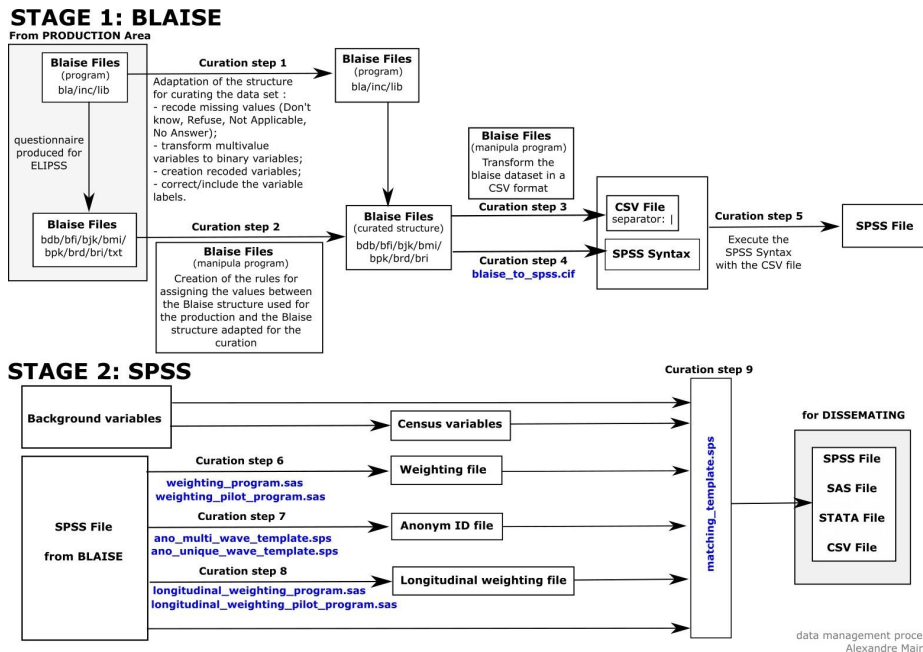 STAGE 1: BLAISE
From PRODUCTION Area
Blaise Files
(program)
bla/inc/lib
questionnaire
produced for
ELIPSS
Blaise Files
bdb/bfi/bjk/bmi/
bpk/brd/bri/txt
Curation step 1
Adaptation of the structure
for curating the data set :
- recode missing values (Don't
know, Refuse, Not Applicable,
No Answer);
- transform multivalue
variables to binary variables;
- creation recoded variables;
- correct/include the variable
labels.
Curation step 2
Blaise Files
(manipula program)
Creation of the rules for
assigning the values between
the Blaise structure used for
the production and the Blaise
structure adapted for the
curation
Blaise Files
(program)
bla/inc/lib
Blaise Files
(curated structure)
bdb/bfi/bjk/bmi/
bpk/brd/bri
Blaise Files
(manipula program)
Transform the
blaise dataset in a
CSV format
Curation step 3
Curation step 4
blaise_to_spss.cif
CSV File
separator: |
SPSS Syntax
Curation step 5
Execute the
SPSS Syntax
with the CSV file
SPSS File
STAGE 2: SPSS
Background variables
Census variables
SPSS File
from BLAISE
Curation step 6
weighting_program.sas
weighting_pilot_program.sas
Weighting file
Curation step 7
ano_multi_wave_template.sps
ano_unique_wave_template.sps
Anonym ID file
Curation step 8
longitudinal_weighting_program.sas
longitudinal_weighting_pilot_program.sas
Longitudinal weighting file
Curation step 9
matching_template.sps
for DISSEMATING
SPSS File
SAS File
STATA File
CSV File
data management proce
Alexandre Mair